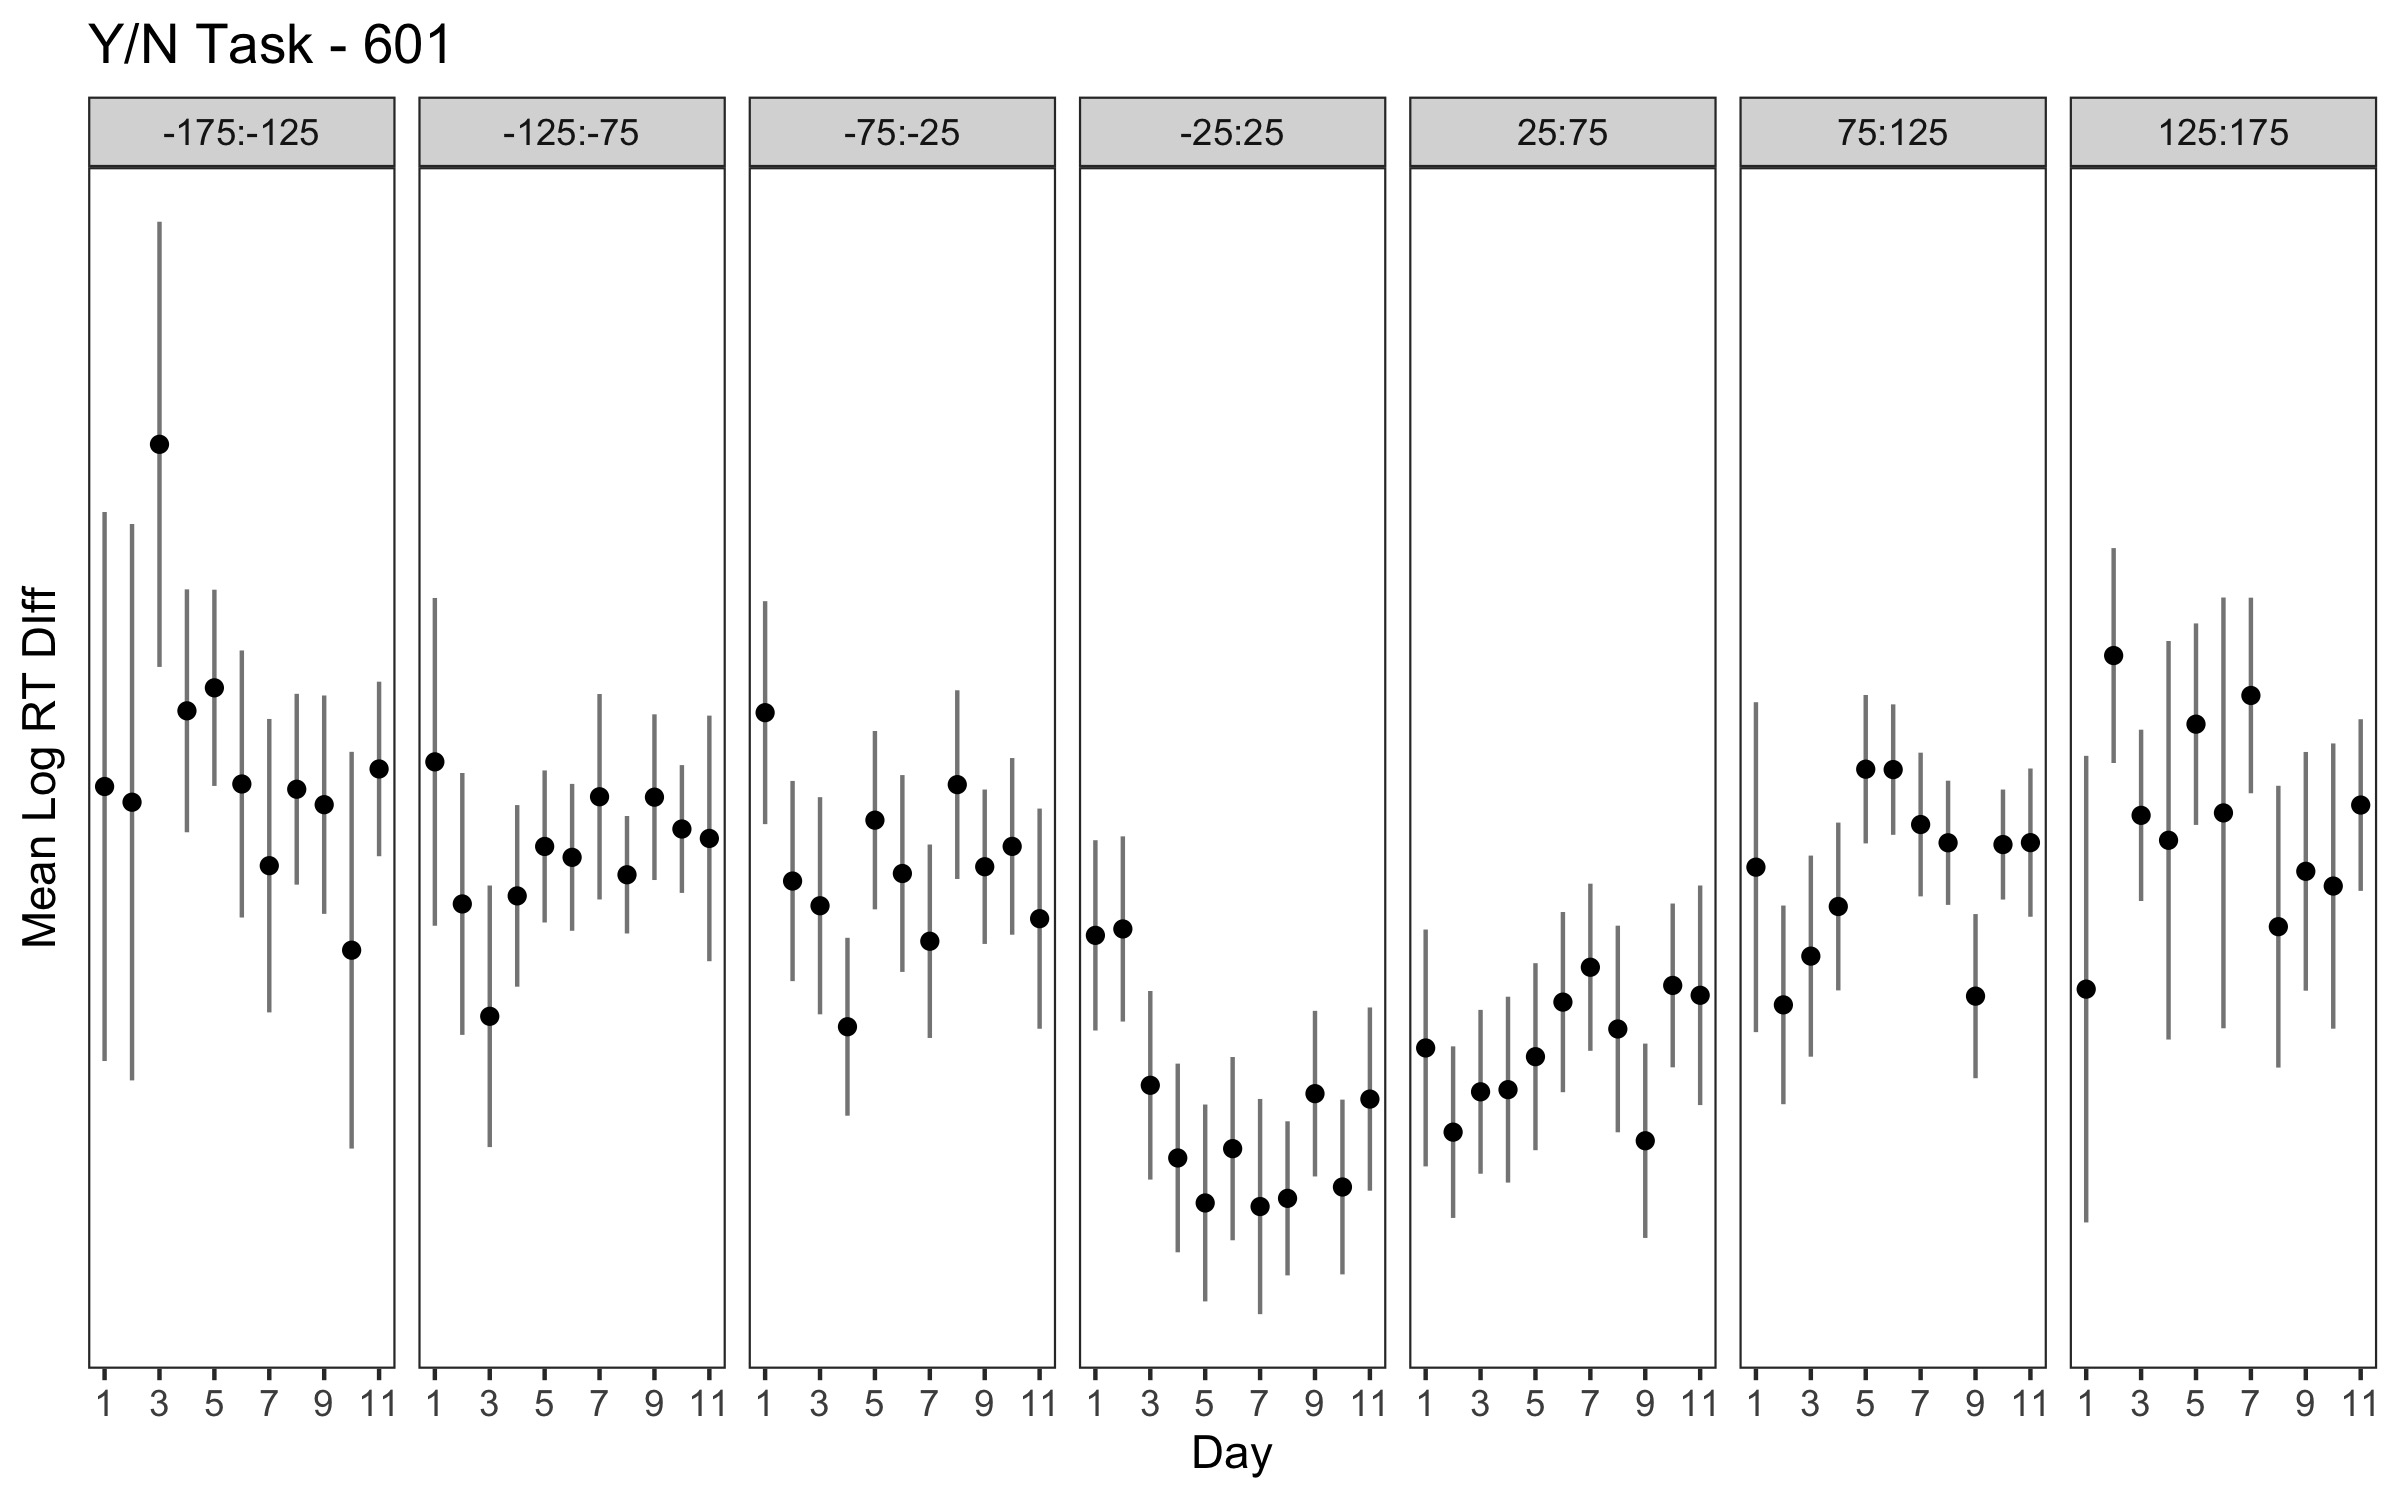 Y/N Task - 601
-175:-125 -125:-75 -75:-25 -25:25 25:75 75:125 125:175
Mean Log RT DIff
1 3 5 7 9 11 1 3 5 7 9 11 1 3 5 7 9 11 1 3 5 7 9 11 1 3 5 7 9 11 1 3 5 7 9 11 1 3 5 7 9 11
Day